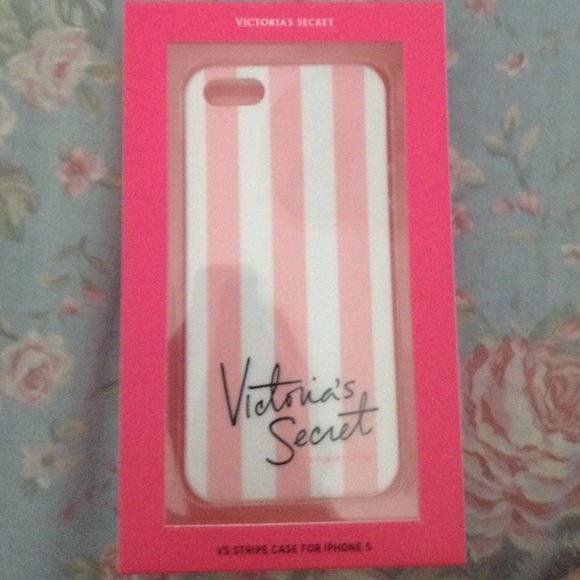 VICTORIA'S SECRET
Victoria's
Secret
VS STRIPE CASE FOR IPHONE 5